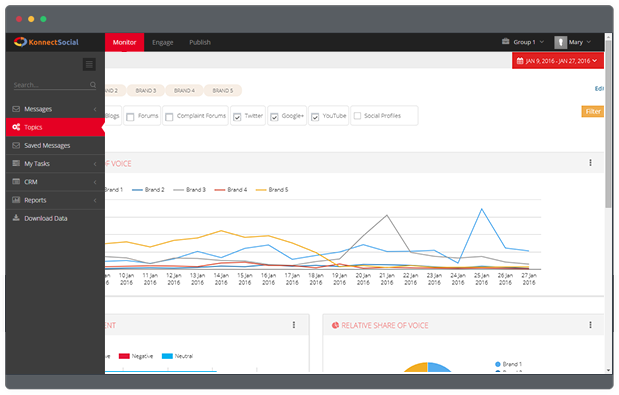 KonnectSocial Monitor Engage Publish Group 1 Mary
JAN 9, 2016 - JAN 27, 2016
Search...
BRAND 3 BRAND 4 BRAND 5
Edit
Messages
Blogs Forums Complaint Forums Twitter Google+ YouTube Social Profiles Filter
Topics
Saved Messages
My Tasks
OF VOICE
CRM
Brand 1 Brand 2 Brand 3 Brand 4 Brand 5
Reports
Download Data
10 Jan 2016 11 Jan 2016 12 Jan 2016 13 Jan 2016 14 Jan 2016 15 Jan 2016 16 Jan 2016 17 Jan 2016 18 Jan 2016 19 Jan 2016 20 Jan 2016 21 Jan 2016 22 Jan 2016 23 Jan 2016 24 Jan 2016 25 Jan 2016 26 Jan 2016 27 Jan 2016
RELATIVE SHARE OF VOICE
Negative Neutral
Brand 1